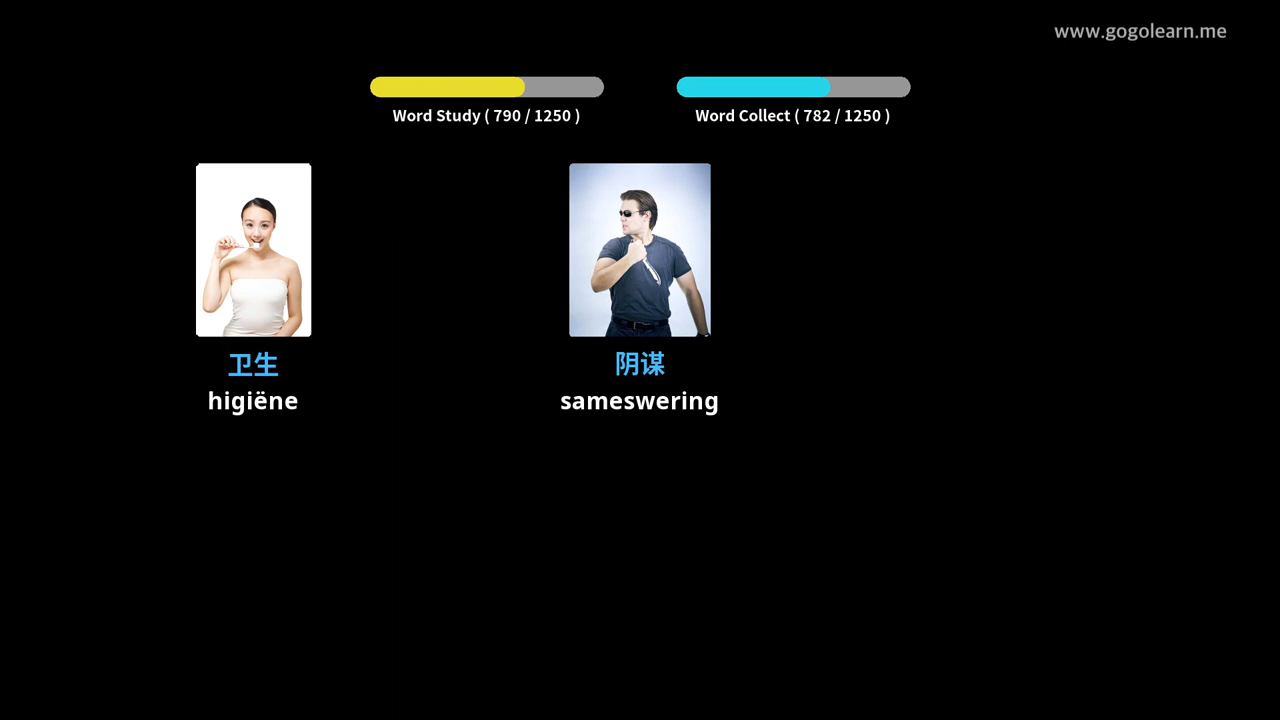 www.gogolearn.me
Word Study ( 790 / 1250 )
Word Collect ( 782 / 1250 )
卫生
higiëne
阴谋
sameswering